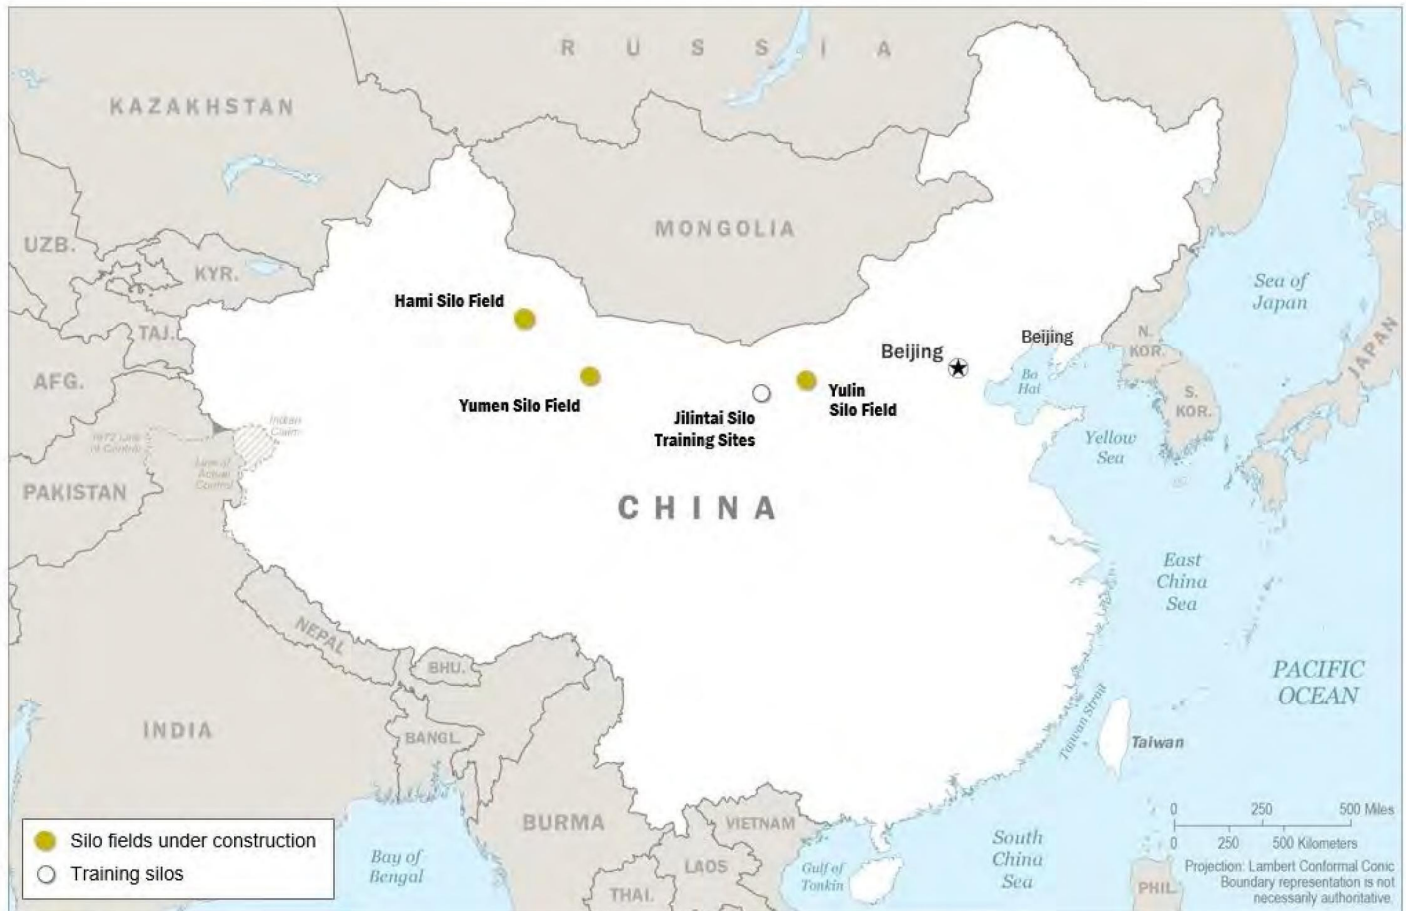 R U S S I A
KAZAKHSTAN
MONGOLIA
UZB.
KYR.
Sea of
Japan
Hami Silo Field
TAJ.
N.
KOR.
Beijing
Beijing
JAPAN
AFG.
Bo
Hai
Yumen Silo Field
Yulin
Silo Field
S.
KOR.
Jilintai Silo
Training Sites
Indian
Claim
1972 Line
of Control
Line of
Actual
Control
Yellow
Sea
PAKISTAN
CHINA
East
China
Sea
NEPAL
BHU.
PACIFIC
OCEAN
INDIA
BANGL.
Taiwan Strait
Taiwan
BURMA
VIETNAM
LAOS
THAI.
Bay of
Bengal
Gulf of
Tonkin
South
China
Sea
PHIL.
Silo fields under construction
Training silos
0 250 500 Miles
0 250 500 Kilometers
Projection: Lambert Conformal Conic
Boundary representation is not
necessarily authoritative.